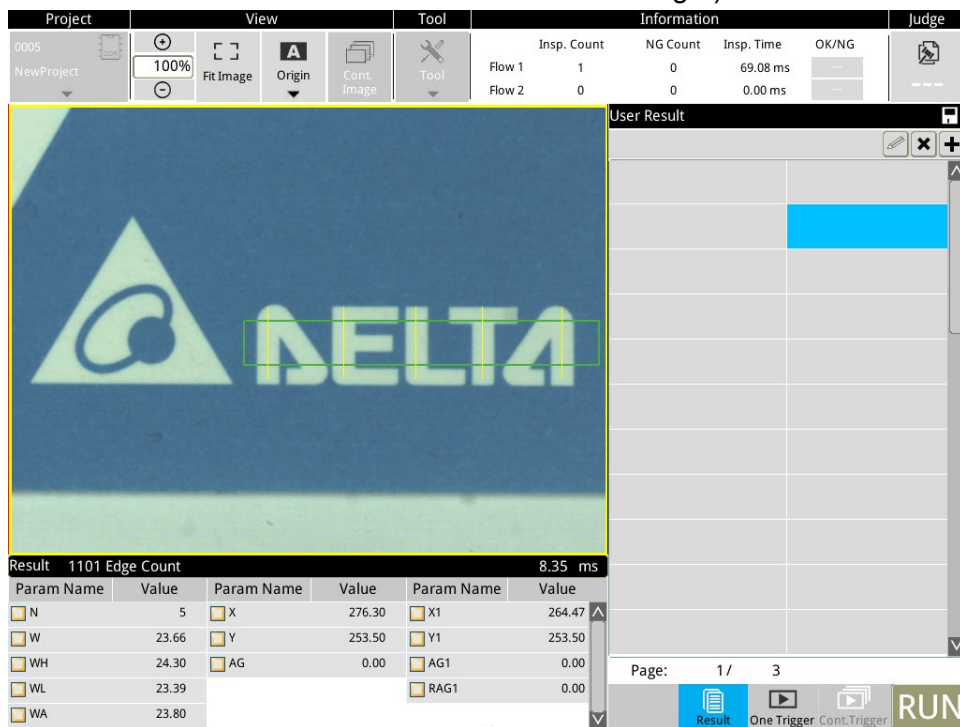 Project View Tool Information Judge
0005
NewProject
100%
Fit Image
A
Origin
Cont.
Image
Tool
Insp. Count NG Count Insp. Time OK/NG
Flow 1 1 0 69.08 ms ---
Flow 2 0 0 0.00 ms ---
---
User Result
DELTA
Result 1101 Edge Count 8.35 ms
Param Name Value Param Name Value Param Name Value
N 5 X 276.30 X1 264.47
W 23.66 Y 253.50 Y1 253.50
WH 24.30 AG 0.00 AG1 0.00
WL 23.39 RAG1 0.00
WA 23.80
Page: 1/ 3
Result One Trigger Cont.Trigger RUN